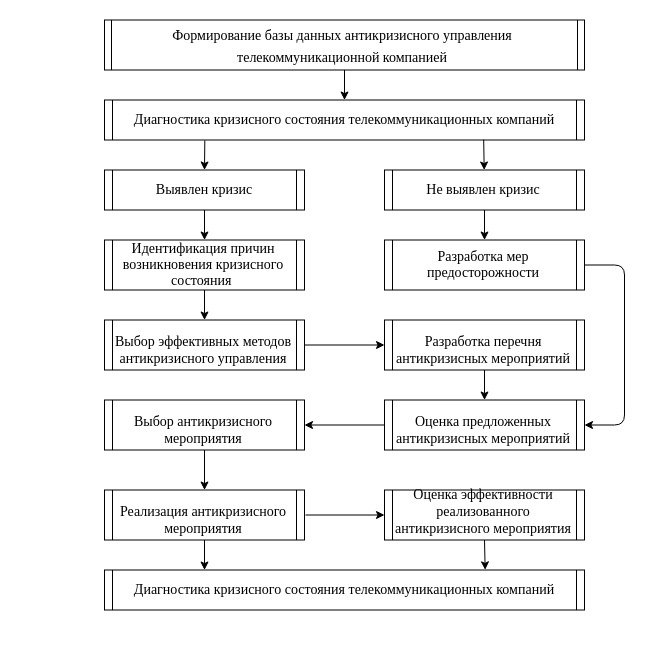 Формирование базы данных антикризисного управления
телекоммуникационной компанией
Диагностика кризисного состояния телекоммуникационных компаний
Выявлен кризис
Не выявлен кризис
Идентификация причин
возникновения кризисного
состояния
Разработка мер
предосторожности
Выбор эффективных методов
антикризисного управления
Разработка перечня
антикризисных мероприятий
Выбор антикризисного
мероприятия
Оценка предложенных
антикризисных мероприятий
Реализация антикризисного
мероприятия
Оценка эффективности
реализованного
антикризисного мероприятия
Диагностика кризисного состояния телекоммуникационных компаний